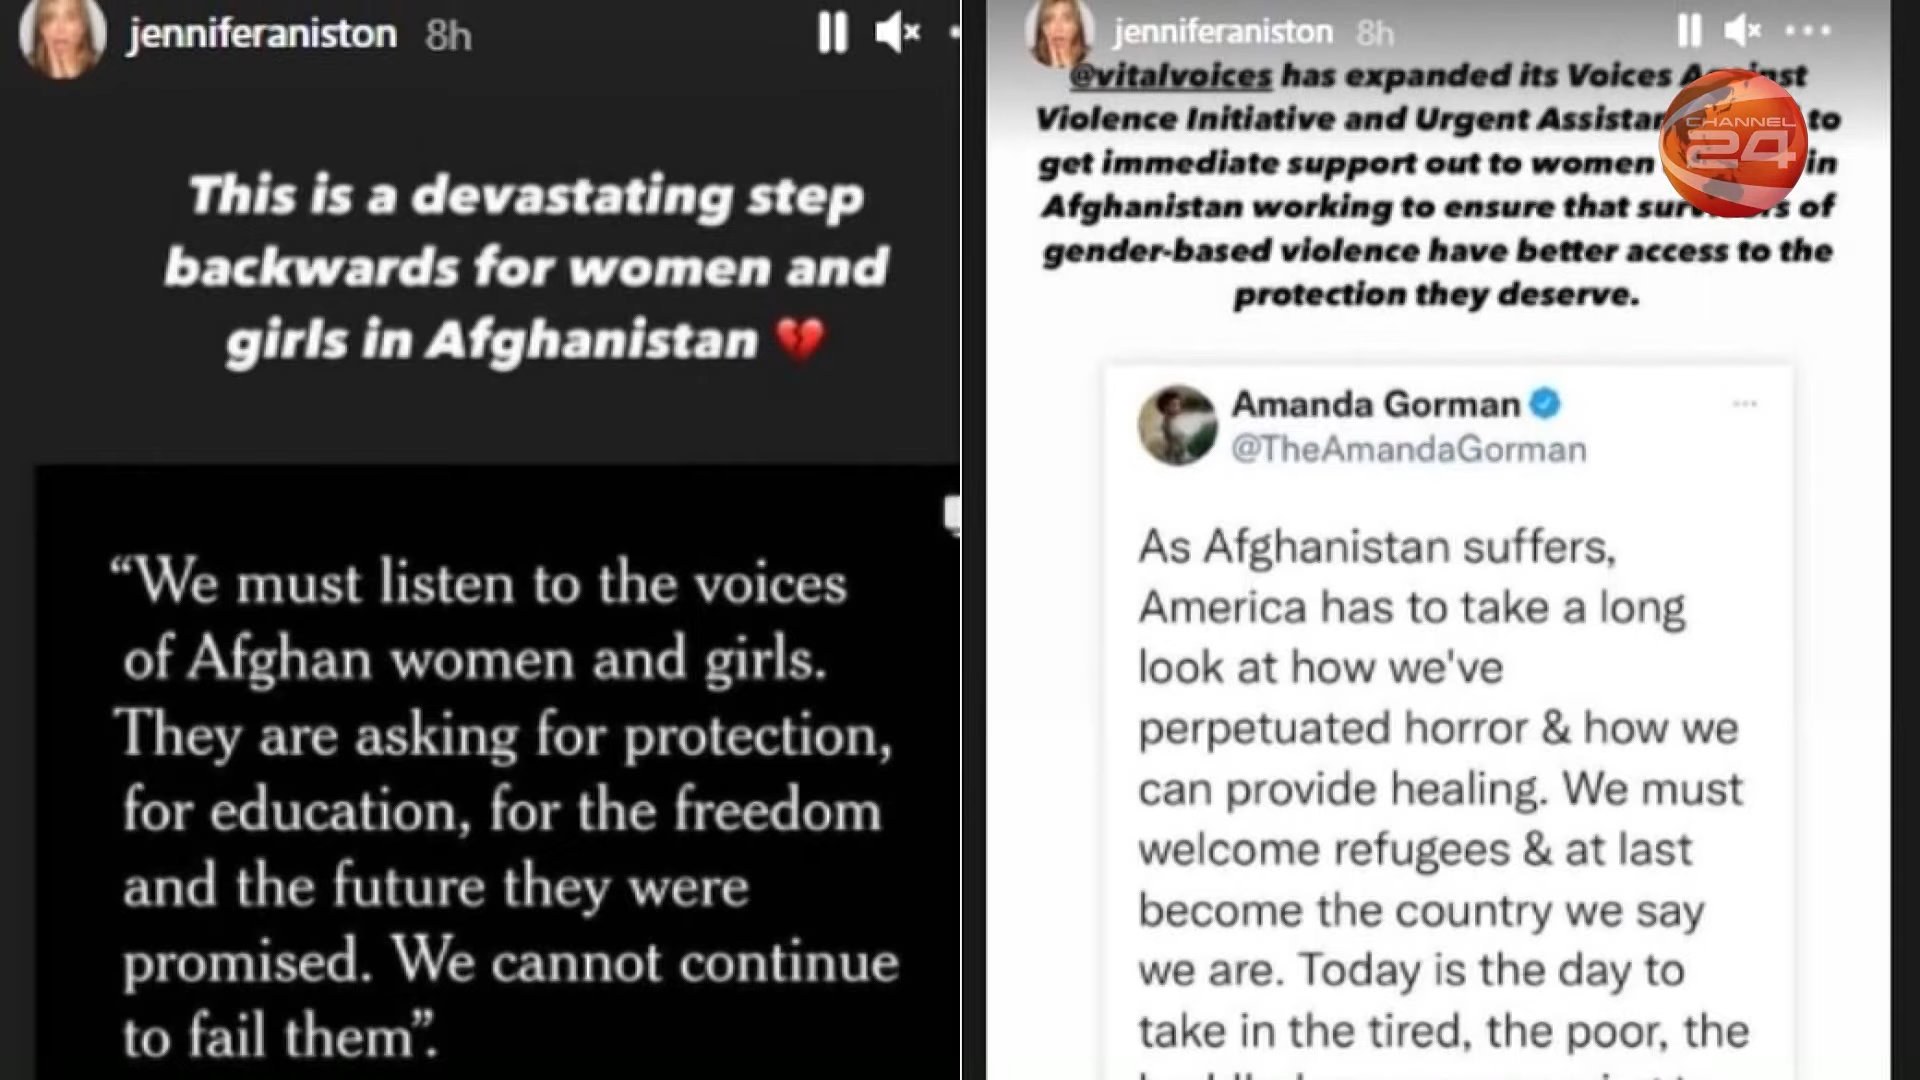 jenniferaniston 8h
This is a devastating step
backwards for women and
girls in Afghanistan 💔
“We must listen to the voices
of Afghan women and girls.
They are asking for protection,
for education, for the freedom
and the future they were
promised. We cannot continue
to fail them”.
jenniferaniston 8h
@vitalvoices has expanded its Voices Against
Violence Initiative and Urgent to
get immediate support out to women in
Afghanistan working to ensure that survivors of
gender-based violence have better access to the
protection they deserve.
CHANNEL
24
Amanda Gorman
@TheAmandaGorman
As Afghanistan suffers,
America has to take a long
look at how we've
perpetuated horror & how we
can provide healing. We must
welcome refugees & at last
become the country we say
we are. Today is the day to
take in the tired, the poor, the